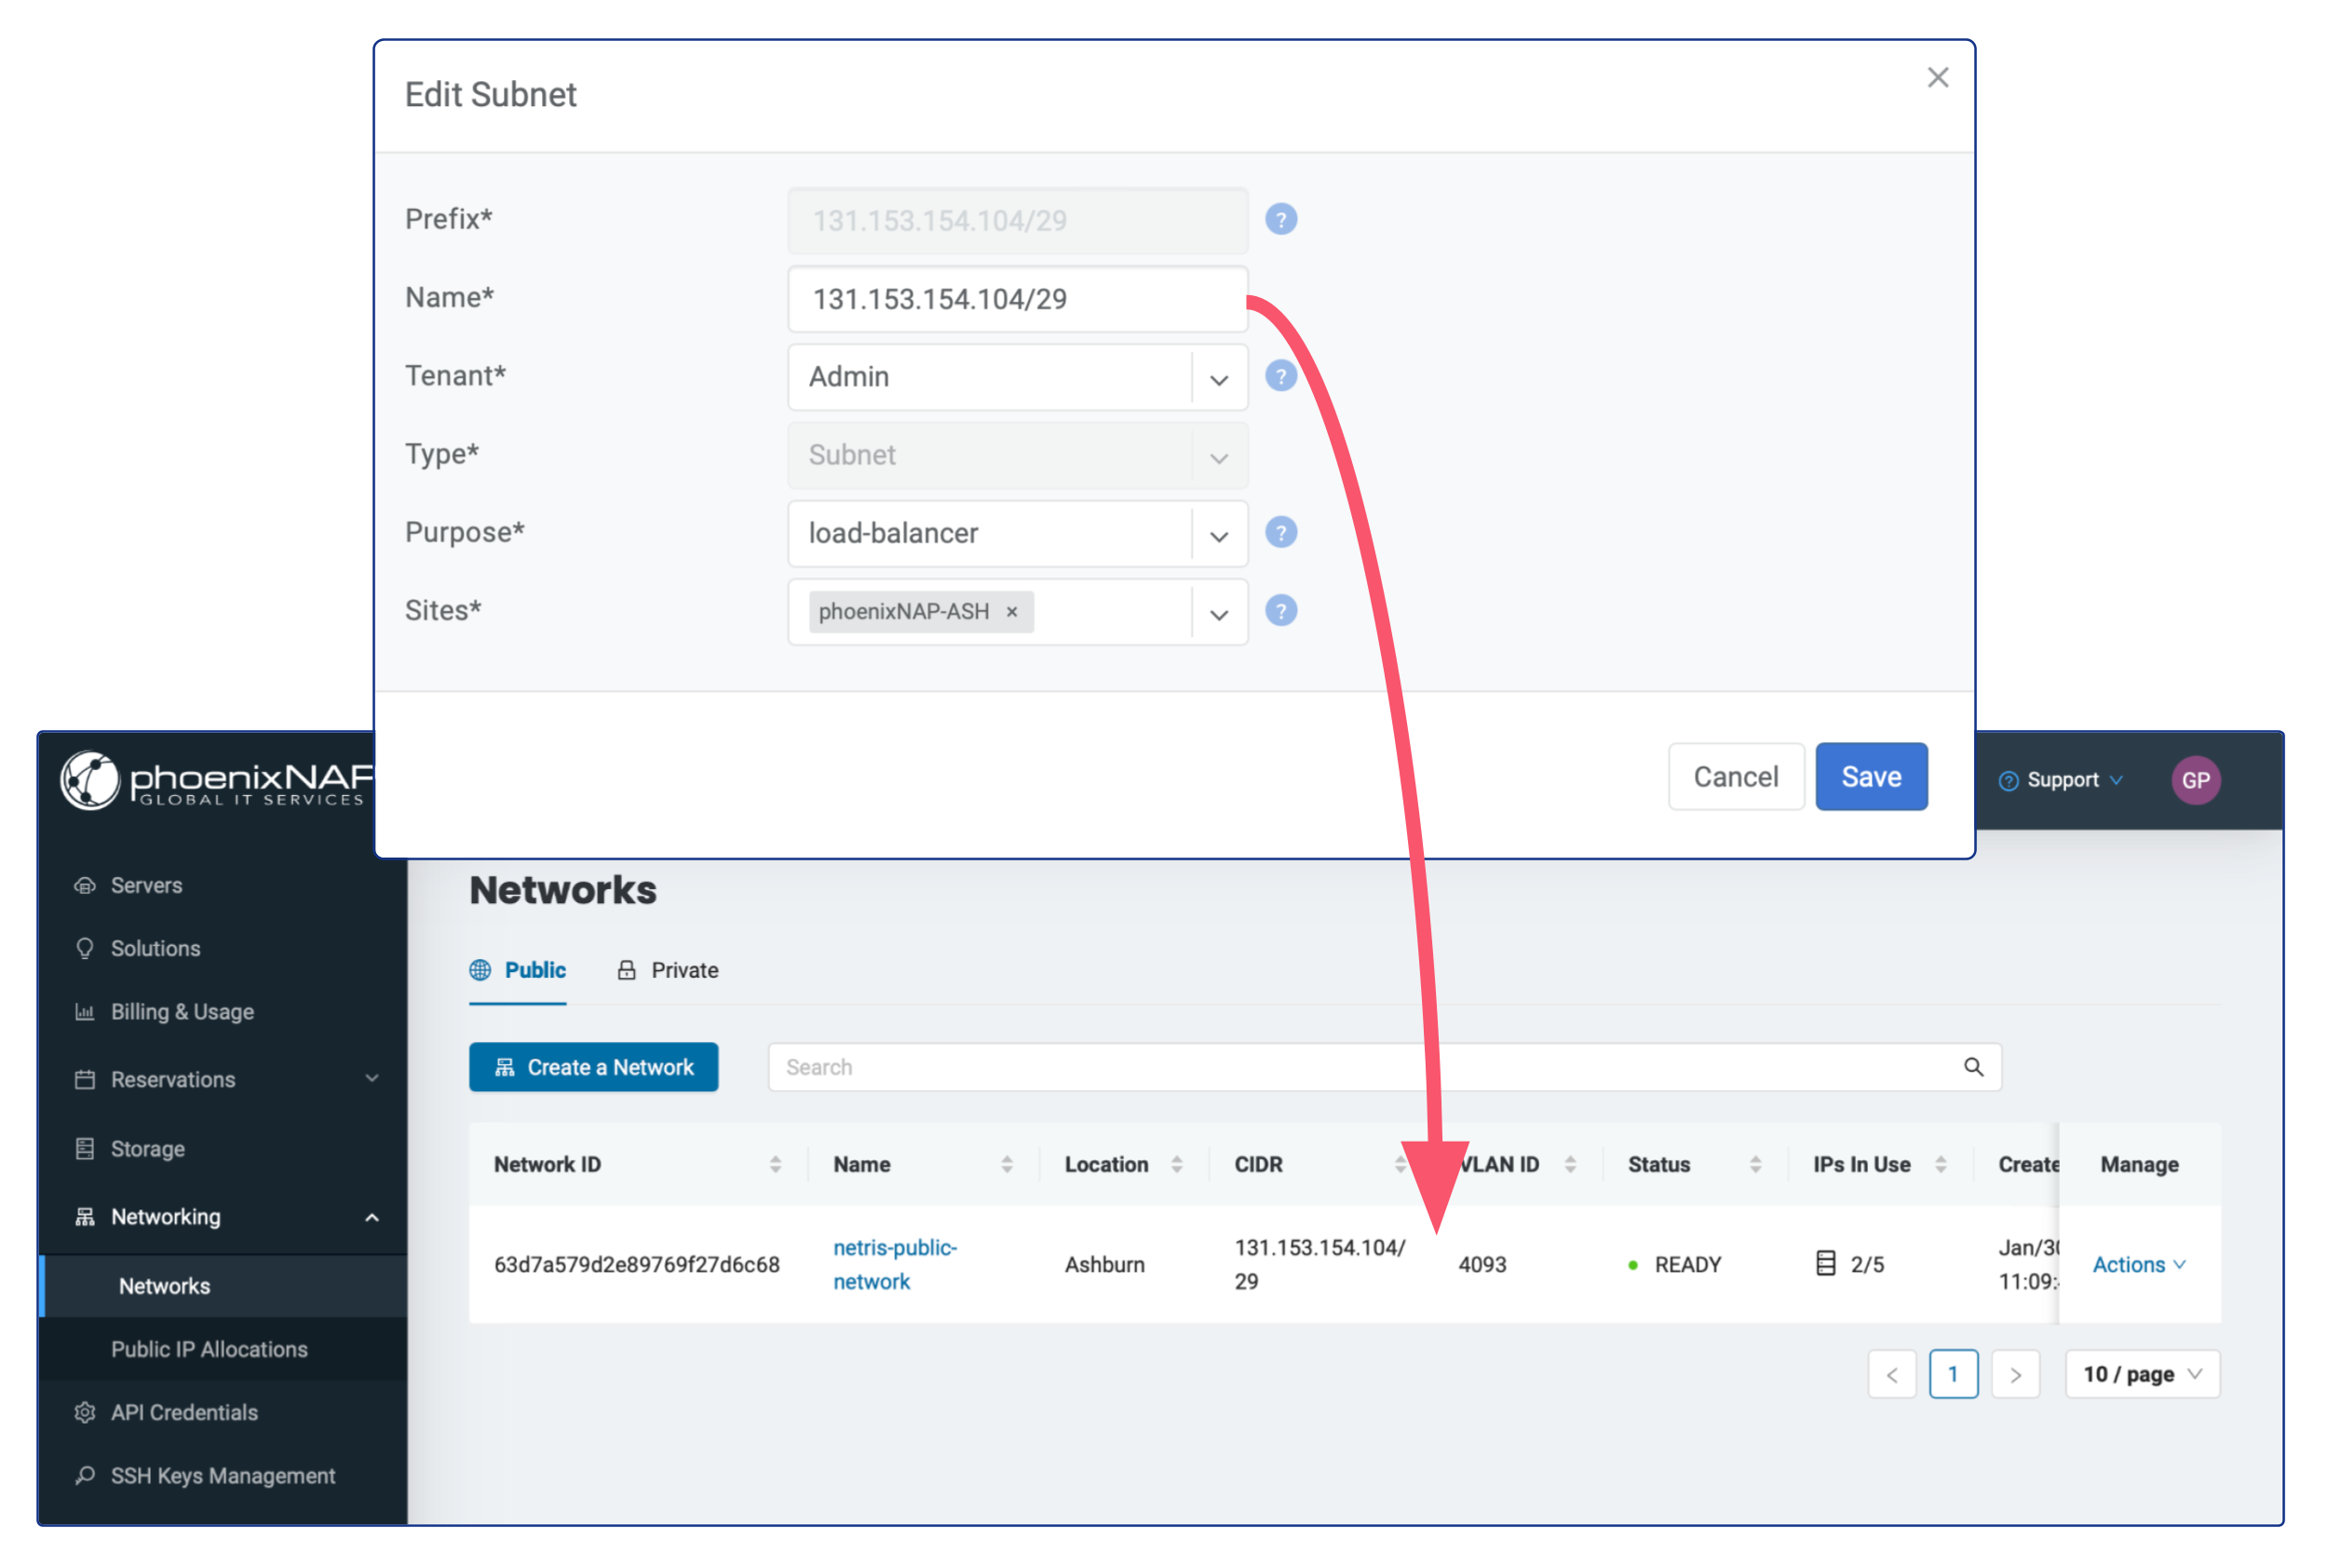 Edit Subnet
Prefix*
131.153.154.104/29
?
Name*
131.153.154.104/29
Tenant*
Admin
?
Type*
Subnet
Purpose*
load-balancer
?
Sites*
phoenixNAP-ASH ×
?
Cancel
Save
phoenixNAP
GLOBAL IT SERVICES
? Support
GP
Servers
Solutions
Billing & Usage
Reservations
Storage
Networking
Networks
Public IP Allocations
API Credentials
SSH Keys Management
Networks
Public
Private
Create a Network
Search
Network ID
Name
Location
CIDR
VLAN ID
Status
IPs In Use
Create
Manage
63d7a579d2e89769f27d6c68
netris-public-
network
Ashburn
131.153.154.104/
29
4093
READY
2/5
Jan/30
11:09:
Actions
< 1 >
10 / page